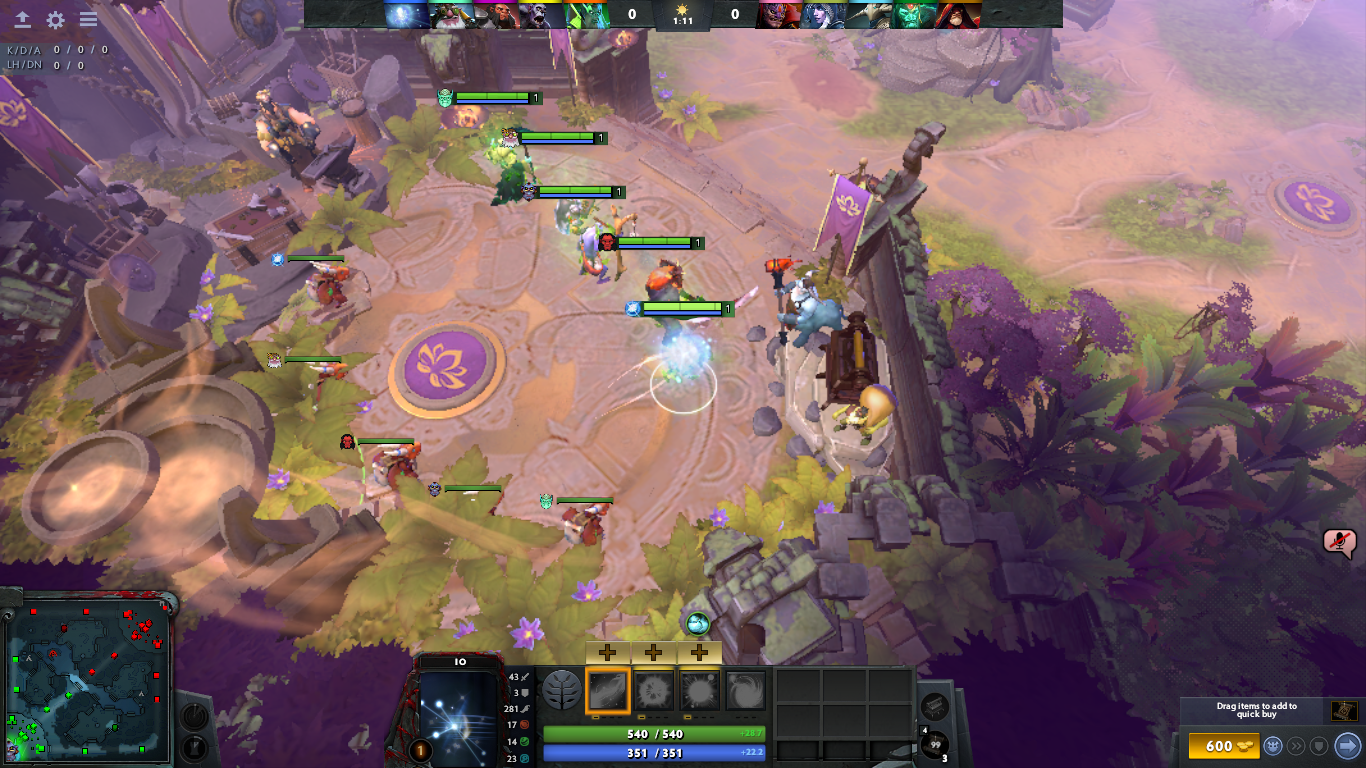 0 1:11 0
K/D/A 0 / 0 / 0
LH/DN 0 / 0
1
1
1
1
1
IO
43
3
281
17
14
23
1
540 / 540 +28.7
351 / 351 +22.2
4
99
3
Drag items to add to
quick buy
600